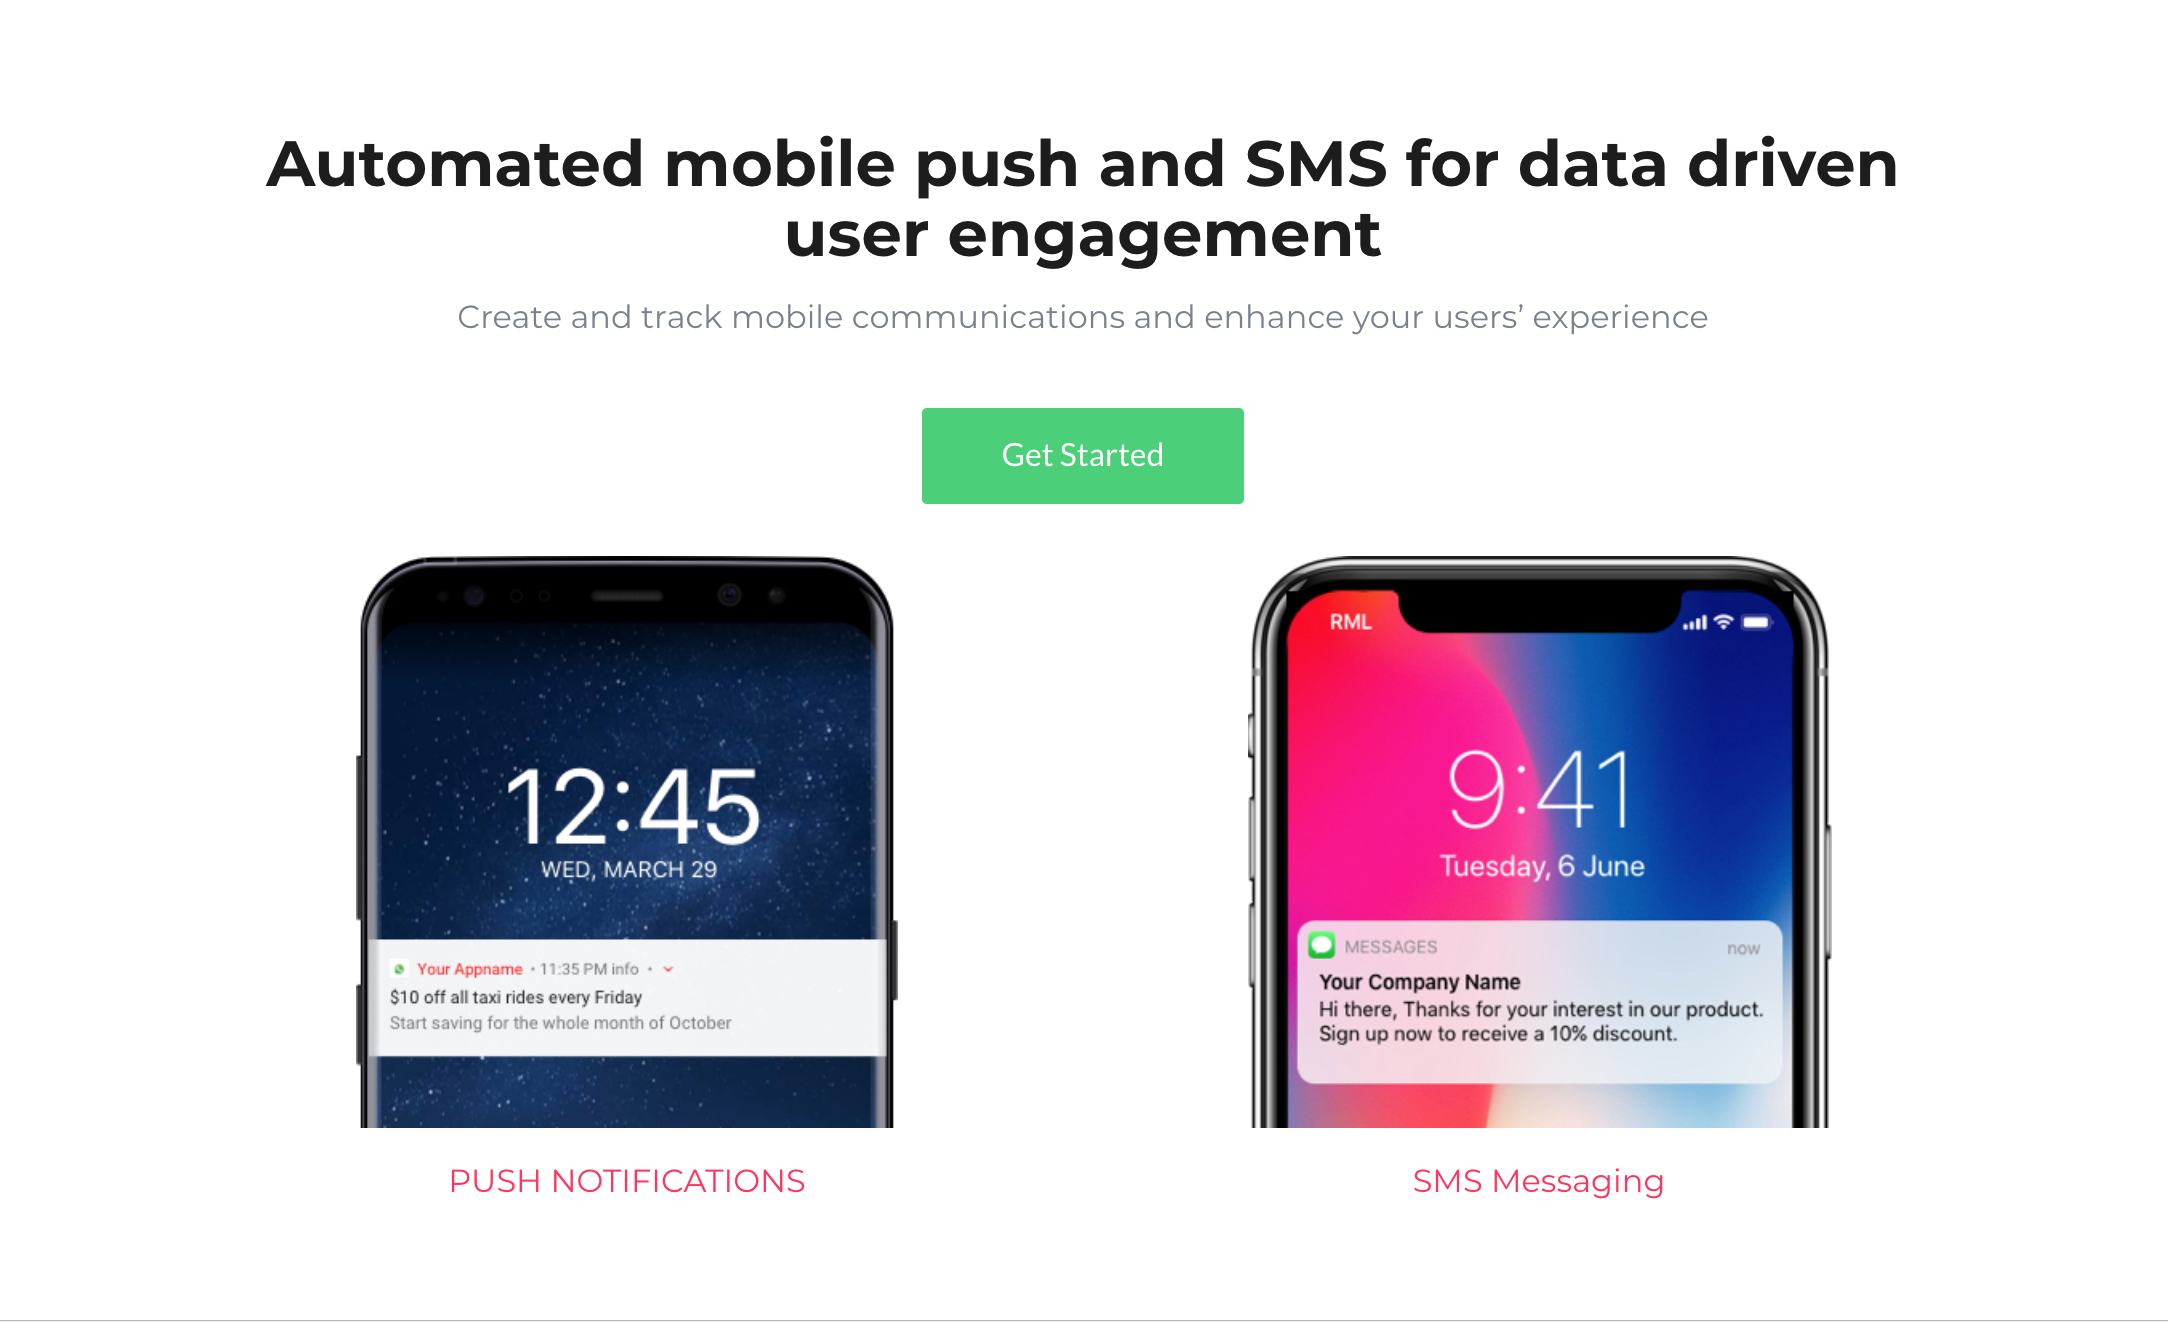 Automated mobile push and SMS for data driven
user engagement
Create and track mobile communications and enhance your users’ experience
Get Started
12:45
WED, MARCH 29
Your Appname • 11:35 PM info •
$10 off all taxi rides every Friday
Start saving for the whole month of October
PUSH NOTIFICATIONS
RML
9:41
Tuesday, 6 June
MESSAGES now
Your Company Name
Hi there, Thanks for your interest in our product.
Sign up now to receive a 10% discount.
SMS Messaging